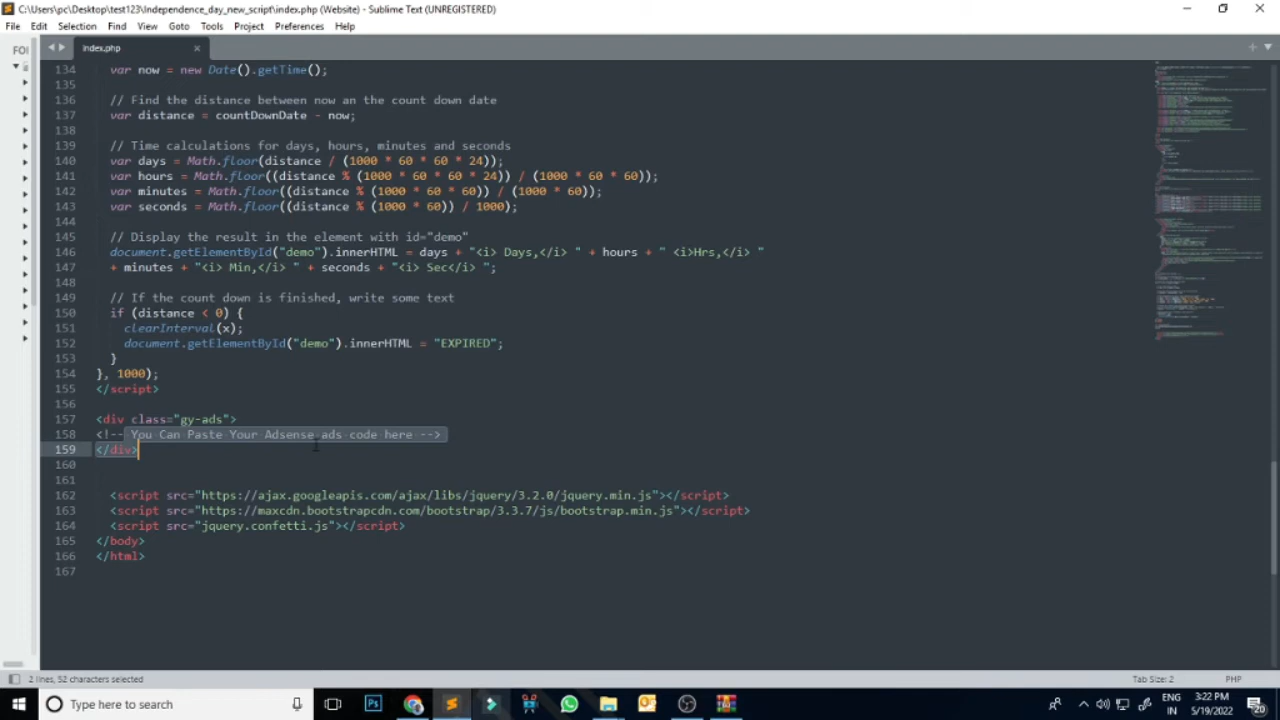 C:\Users\pc\Desktop\test123\Independence_day_new_script\index.php (Website) - Sublime Text (UNREGISTERED)
File Edit Selection Find View Goto Tools Project Preferences Help
FOI
index.php
134 var now = new Date().getTime();
135
136 // Find the distance between now an the count down date
137 var distance = countDownDate - now;
138
139 // Time calculations for days, hours, minutes and seconds
140 var days = Math.floor(distance / (1000 * 60 * 60 * 24));
141 var hours = Math.floor((distance % (1000 * 60 * 60 * 24)) / (1000 * 60 * 60));
142 var minutes = Math.floor((distance % (1000 * 60 * 60)) / (1000 * 60));
143 var seconds = Math.floor((distance % (1000 * 60)) / 1000);
144
145 // Display the result in the element with id="demo"
146 document.getElementById("demo").innerHTML = days + "<i> Days,</i> " + hours + " <i>Hrs,</i> "
147 + minutes + "<i> Min,</i> " + seconds + "<i> Sec</i> ";
148
149 // If the count down is finished, write some text
150 if (distance < 0) {
151 clearInterval(x);
152 document.getElementById("demo").innerHTML = "EXPIRED";
153 }
154 }, 1000);
155 </script>
156
157 <div class="gy-ads">
158 <!-- You Can Paste Your Adsense ads code here -->
159 </div>
160
161
162 <script src="https://ajax.googleapis.com/ajax/libs/jquery/3.2.0/jquery.min.js"></script>
163 <script src="https://maxcdn.bootstrapcdn.com/bootstrap/3.3.7/js/bootstrap.min.js"></script>
164 <script src="jquery.confetti.js"></script>
165 </body>
166 </html>
167
2 lines, 52 characters selected Tab Size: 2 PHP
Type here to search
Ps
ENG
IN
3:22 PM
5/19/2022
20